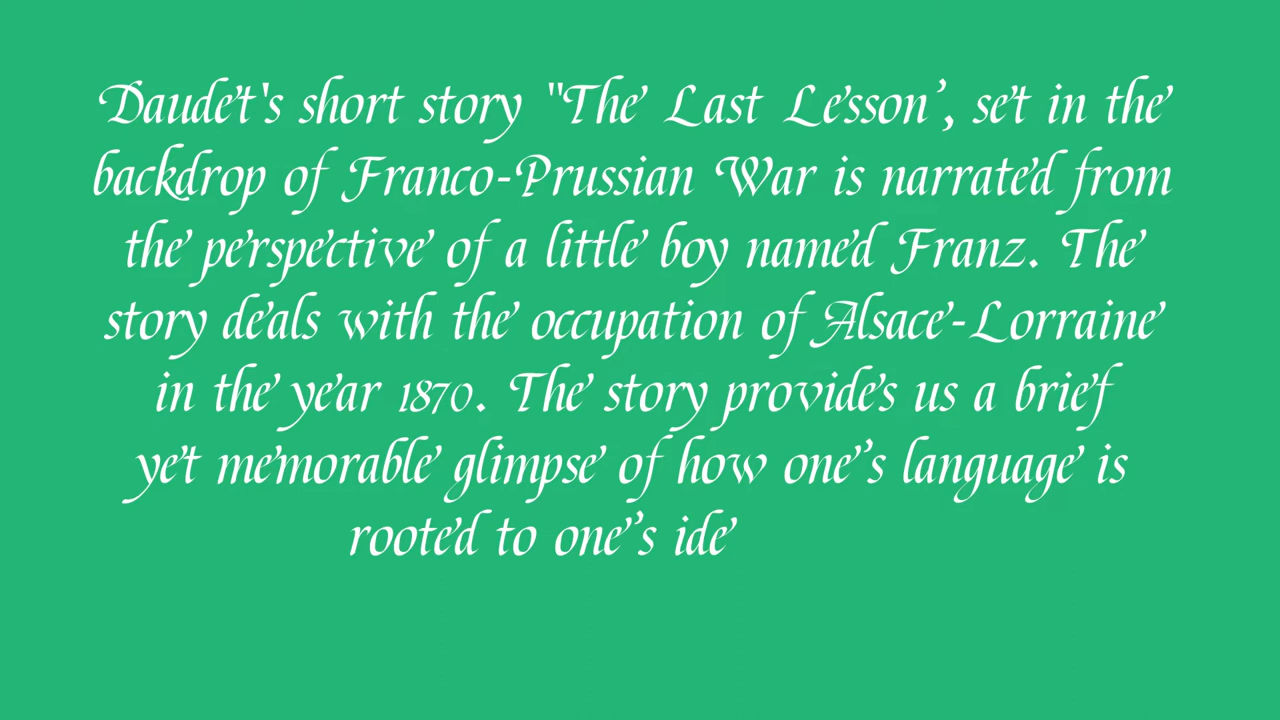 Daudet's short story "The Last Lesson’, set in the
backdrop of Franco-Prussian War is narrated from
the perspective of a little boy named Franz. The
story deals with the occupation of Alsace-Lorraine
in the year 1870. The story provides us a brief
yet memorable glimpse of how one’s language is
rooted to one’s ide